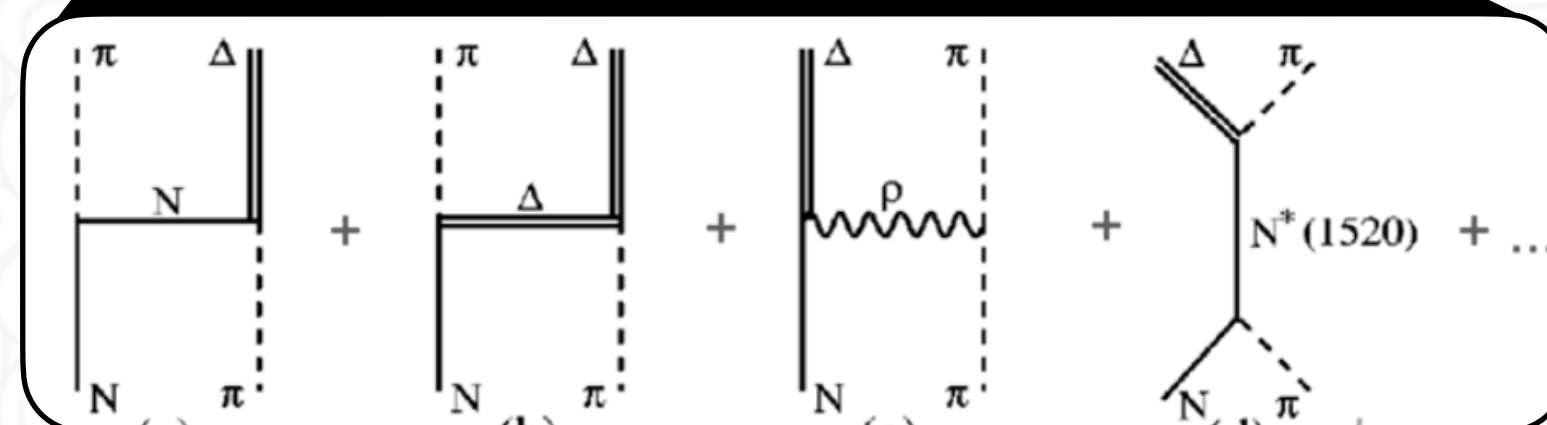 π Δ π Δ Δ π Δ π
N Δ ρ
+ + + N*(1520) + ...
N π N π N π N π